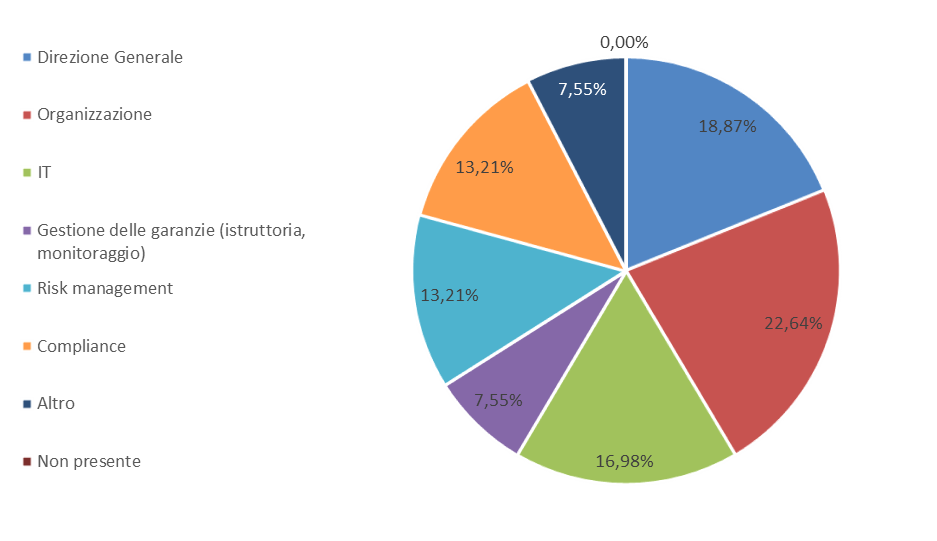 Direzione Generale
Organizzazione
IT
Gestione delle garanzie (istruttoria,
monitoraggio)
Risk management
Compliance
Altro
Non presente
0,00%
7,55%
18,87%
13,21%
13,21%
22,64%
7,55%
16,98%